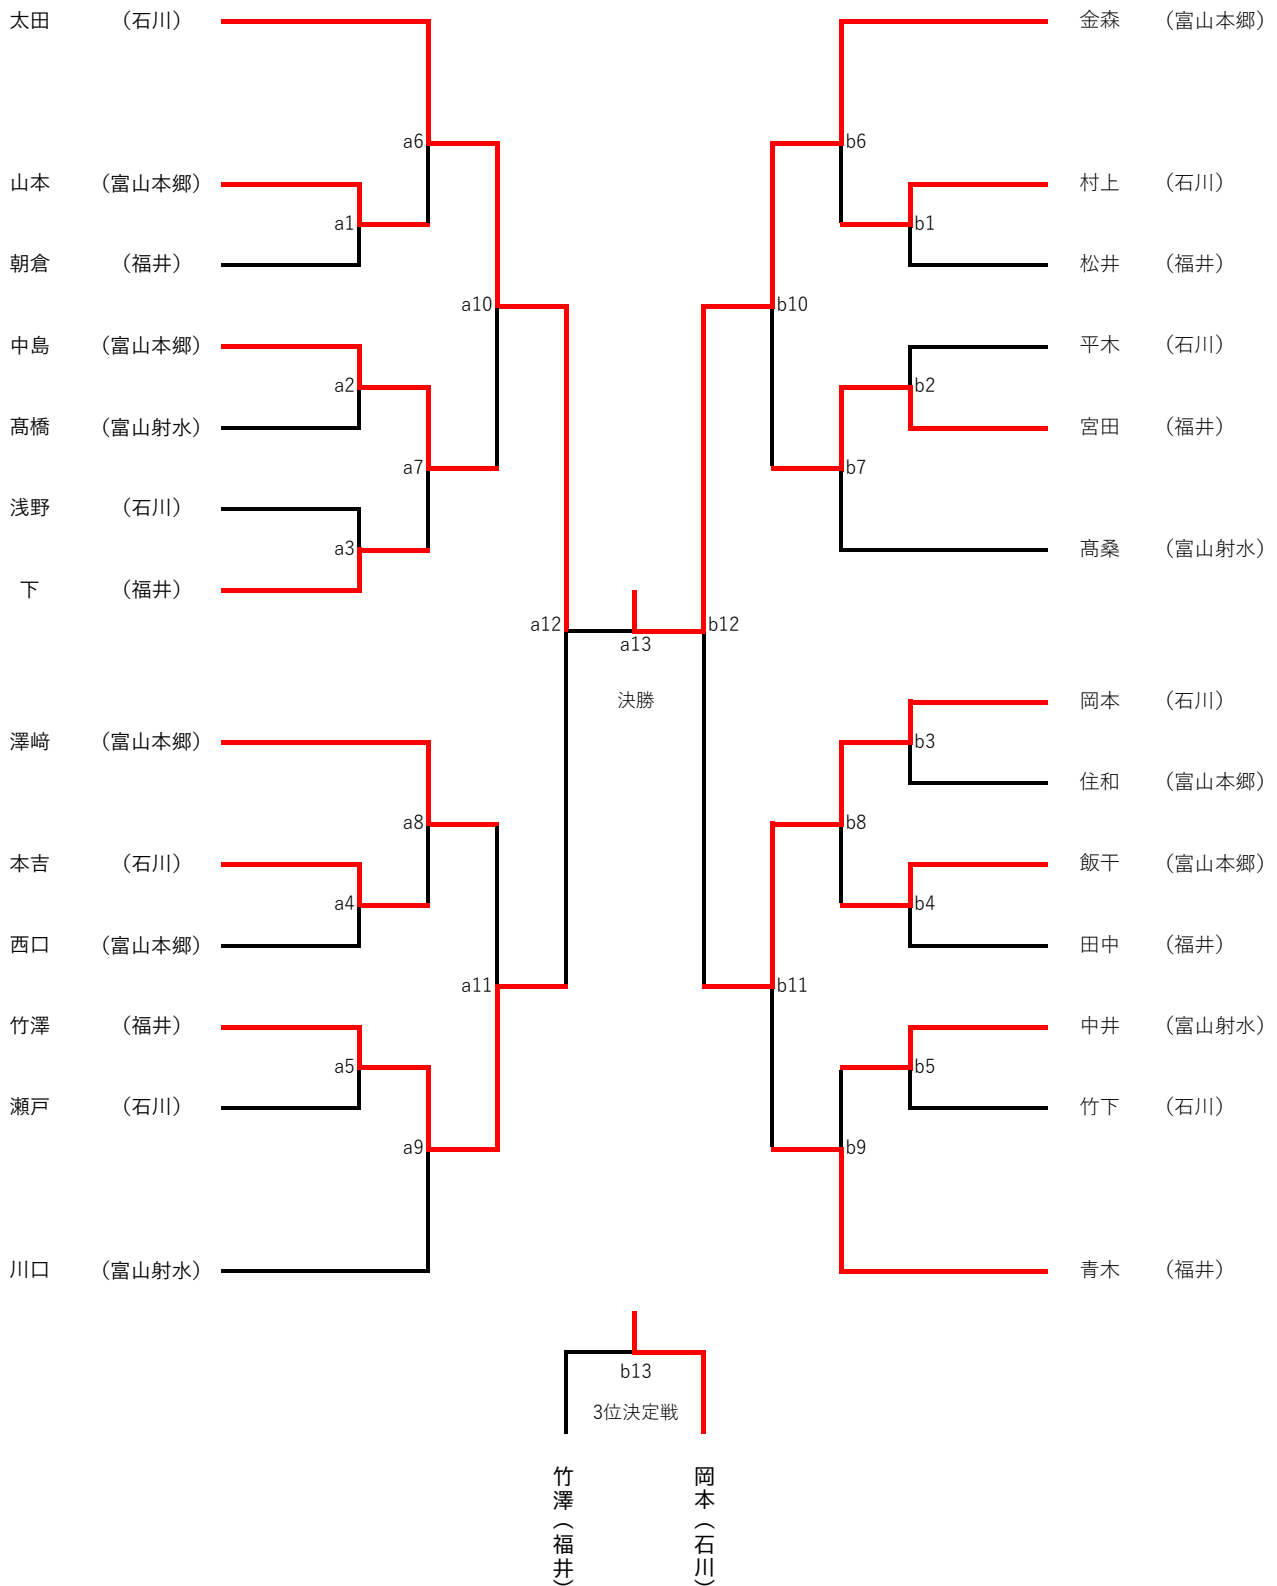 太田 （石川） 金森 （富山本郷）
a6 b6
山本 （富山本郷） 村上 （石川）
a1 b1
朝倉 （福井） 松井 （福井）
a10 b10
中島 （富山本郷） 平木 （石川）
a2 b2
髙橋 （富山射水） 宮田 （福井）
a7 b7
浅野 （石川）
a3 髙桑 （富山射水）
下 （福井）
a12 b12
a13
決勝 岡本 （石川）
澤﨑 （富山本郷） b3
住和 （富山本郷）
a8 b8
本吉 （石川） 飯干 （富山本郷）
a4 b4
西口 （富山本郷） 田中 （福井）
a11 b11
竹澤 （福井） 中井 （富山射水）
a5 b5
瀬戸 （石川） 竹下 （石川）
a9 b9
川口 （富山射水） 青木 （福井）
b13
3位決定戦
竹澤（福井）
岡本（石川）